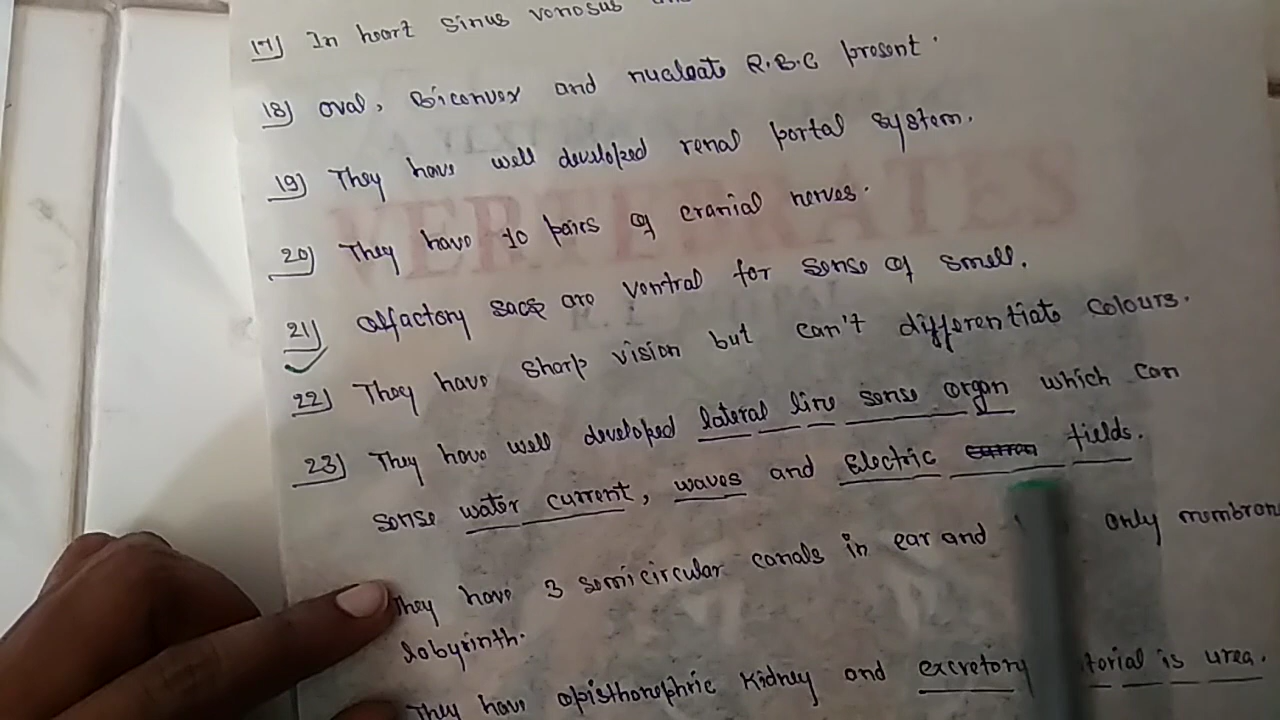 17) In heart sinus venosus
18) oval, Biconvex and nucleate R.B.C present.
19) They have well developed renal portal system.
20) They have 10 pairs of cranial nerves.
21) olfactory sacs are ventral for sense of smell.
22) They have sharp vision but can't differentiate colours.
23) They have well developed lateral line sense organ which can
sense water current, waves and Electric fields.
They have 3 semicircular canals in ear and only membran
labyrinth.
They have opisthonephric kidney and excretory torial is urea.
VERTEBRATES